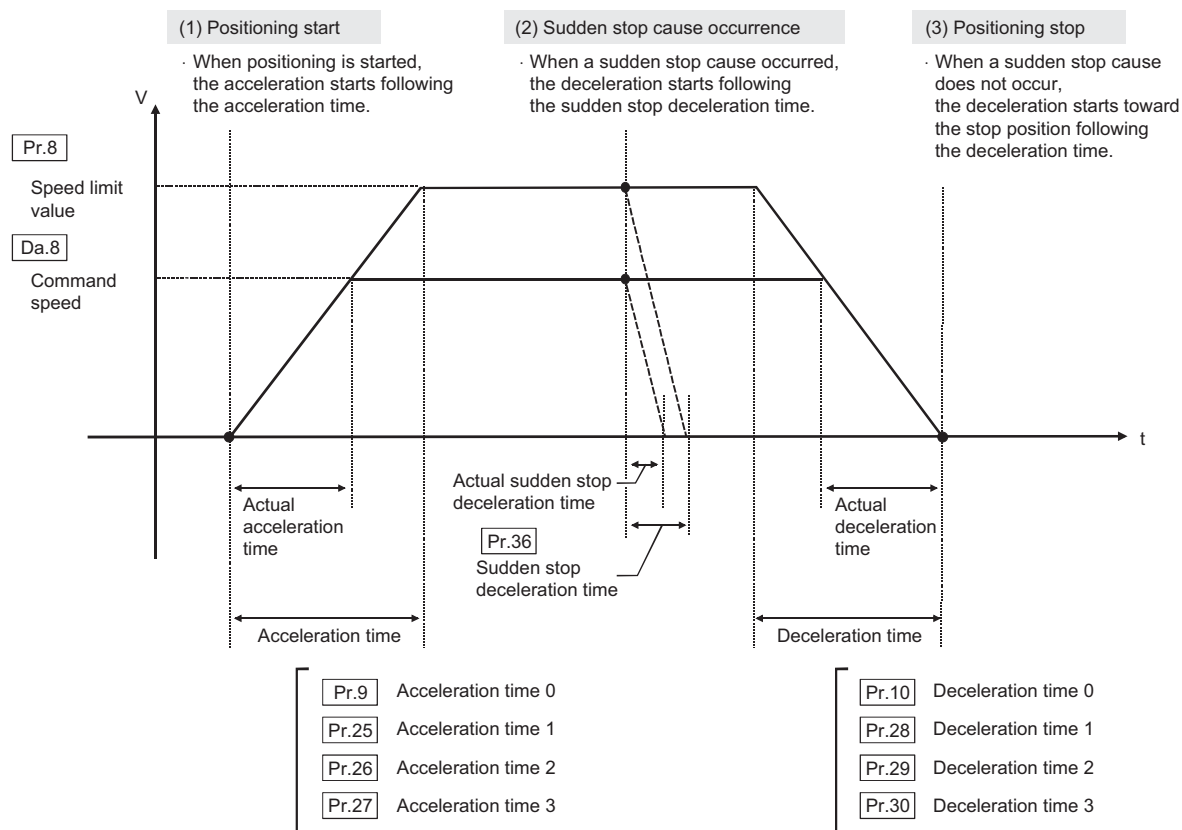 (1) Positioning start
· When positioning is started,
the acceleration starts following
the acceleration time.
(2) Sudden stop cause occurrence
· When a sudden stop cause occurred,
the deceleration starts following
the sudden stop deceleration time.
(3) Positioning stop
· When a sudden stop cause
does not occur,
the deceleration starts toward
the stop position following
the deceleration time.
V
Pr.8
Speed limit
value
Da.8
Command
speed
t
Actual
acceleration
time
Actual sudden stop
deceleration time
Pr.36
Sudden stop
deceleration time
Actual
deceleration
time
Acceleration time
Deceleration time
Pr.9 Acceleration time 0
Pr.25 Acceleration time 1
Pr.26 Acceleration time 2
Pr.27 Acceleration time 3
Pr.10 Deceleration time 0
Pr.28 Deceleration time 1
Pr.29 Deceleration time 2
Pr.30 Deceleration time 3